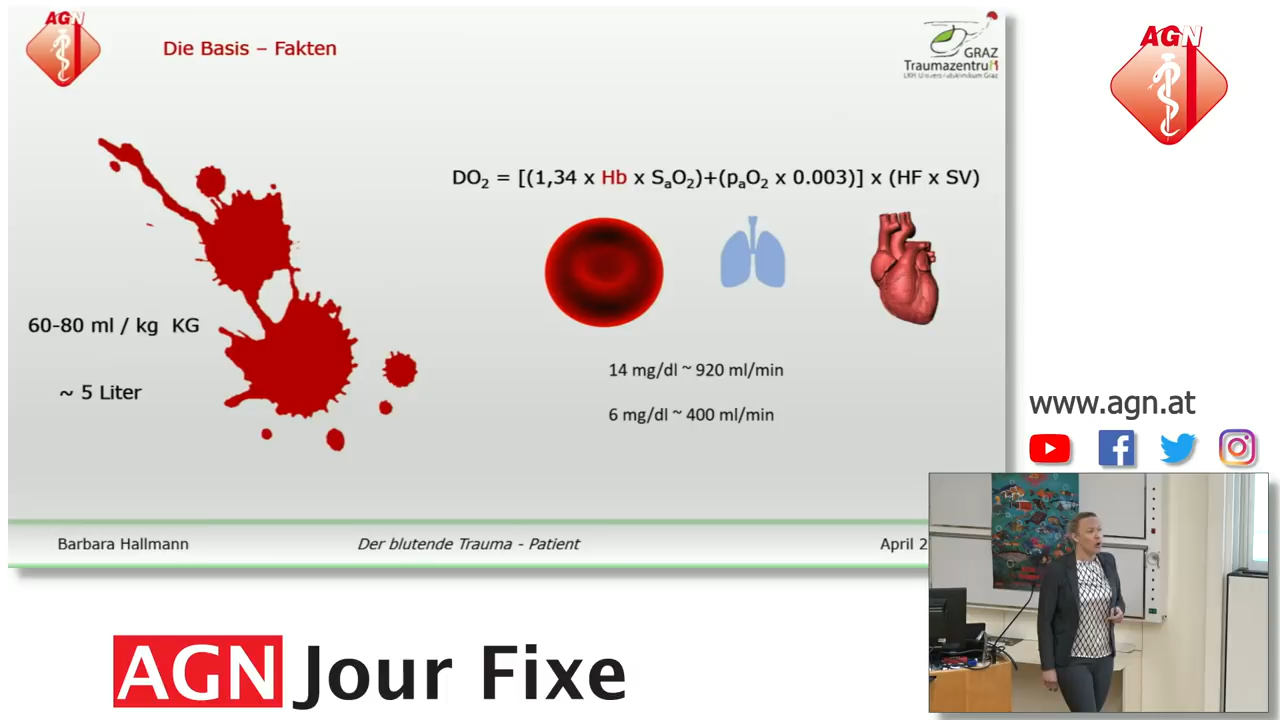 AGN
Die Basis – Fakten
GRAZ
Traumazentrum
LKH Universitätsklinikum Graz
AGN
DO₂ = [(1,34 x Hb x SₐO₂)+(pₐO₂ x 0.003)] x (HF x SV)
60-80 ml / kg KG
~ 5 Liter
14 mg/dl ~ 920 ml/min
6 mg/dl ~ 400 ml/min
www.agn.at
Barbara Hallmann
Der blutende Trauma - Patient
April 2
AGN Jour Fixe